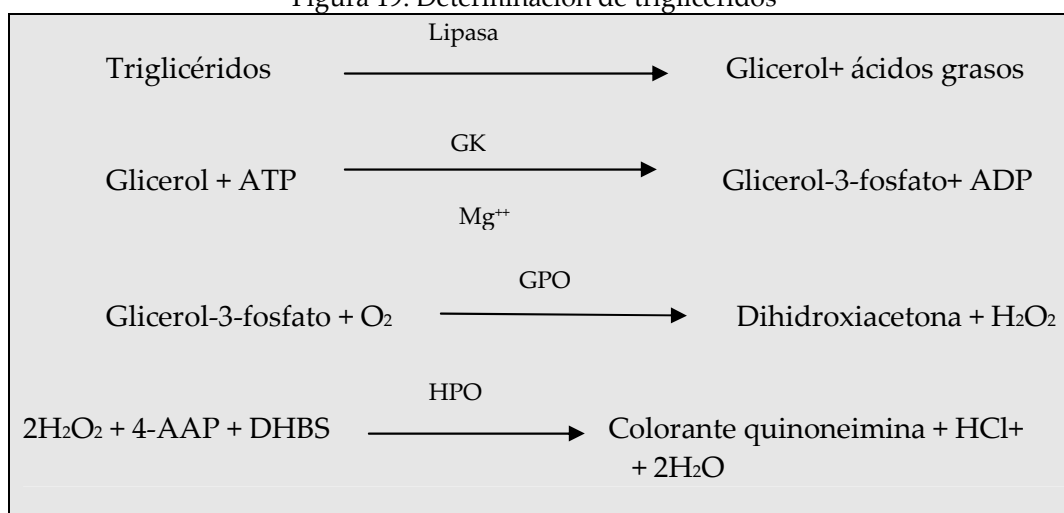 Figura 19. Determinación de triglicéridos
Lipasa
Triglicéridos Glicerol+ ácidos grasos
GK
Glicerol + ATP Glicerol-3-fosfato+ ADP
Mg⁺⁺
GPO
Glicerol-3-fosfato + O₂ Dihidroxiacetona + H₂O₂
HPO
2H₂O₂ + 4-AAP + DHBS Colorante quinoneimina + HCl+
+ 2H₂O